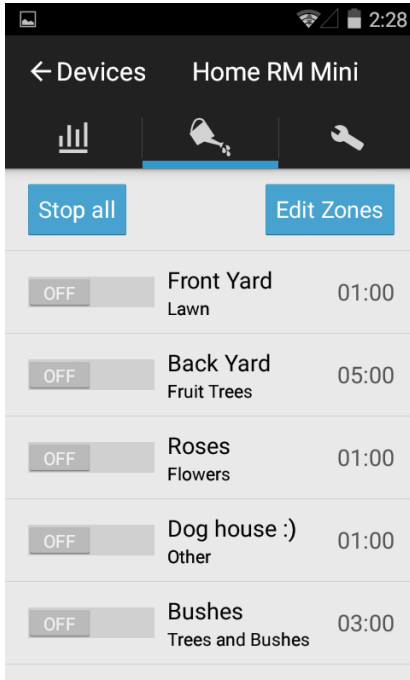 2:28
Devices Home RM Mini
Stop all Edit Zones
OFF Front Yard 01:00
Lawn
OFF Back Yard 05:00
Fruit Trees
OFF Roses 01:00
Flowers
OFF Dog house :) 01:00
Other
OFF Bushes 03:00
Trees and Bushes